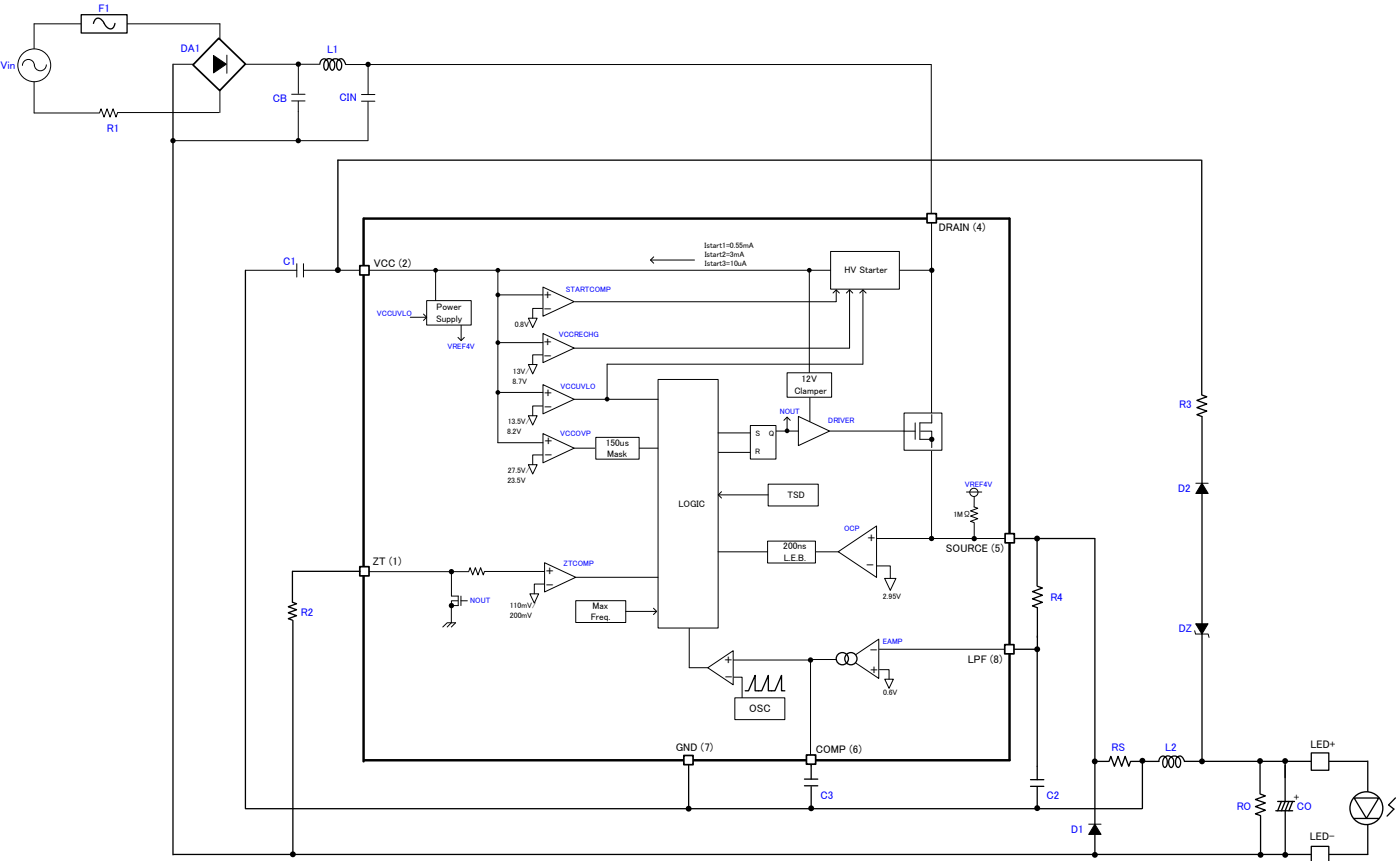 F1
Vin
DA1
L1
CB
CIN
R1
DRAIN (4)
C1
VCC (2)
Istart1=0.55mA
Istart2=3mA
Istart3=10uA
HV Starter
STARTCOMP
Power
Supply
VCCUVLO
0.8V
VREF4V
VCCRECHG
13V/
8.7V
12V
Clamper
VCCUVLO
13.5V/
8.2V
R3
NOUT
DRIVER
S Q
R
VCCOVP
150us
Mask
27.5V/
23.5V
D2
VREF4V
TSD
LOGIC
1MΩ
OCP
SOURCE (5)
200ns
L.E.B.
ZT (1)
ZTCOMP
2.95V
R4
R2
NOUT
110mV/
200mV
Max
Freq.
DZ
EAMP
LPF (8)
0.6V
OSC
GND (7)
COMP (6)
RS
L2
LED+
C3
C2
RO
+
CO
D1
LED-